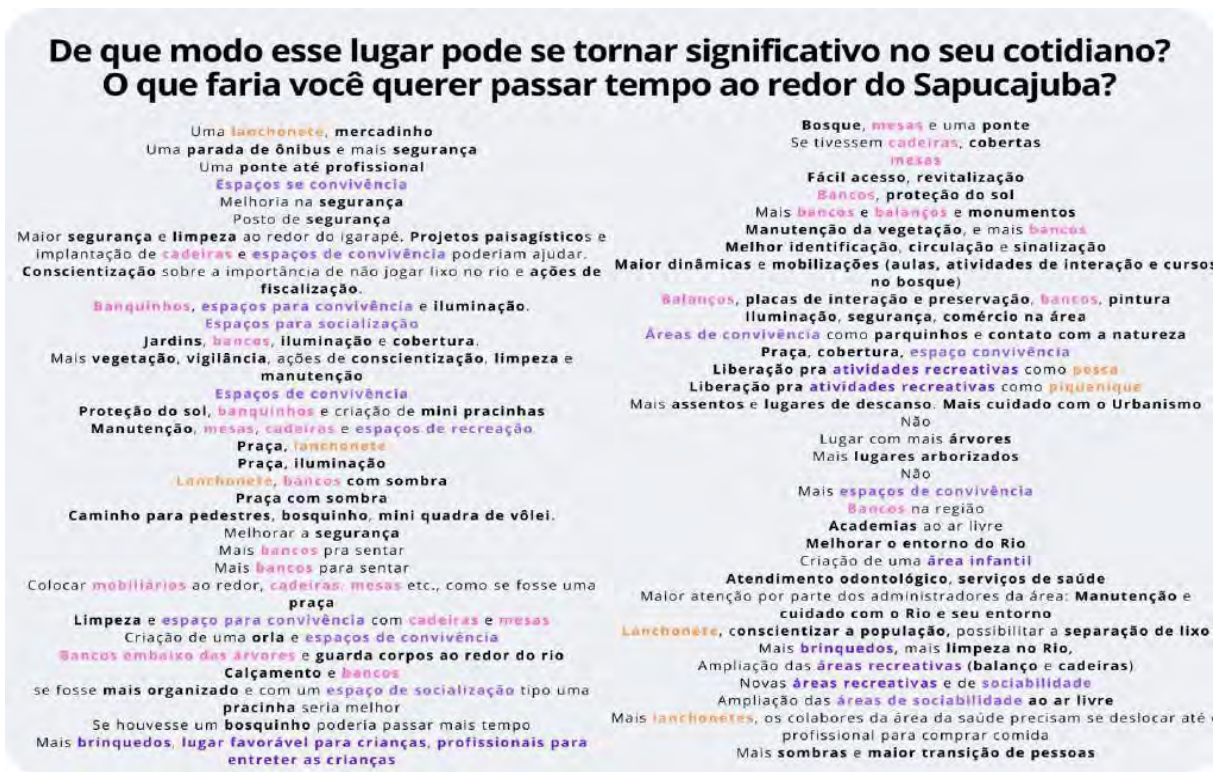 De que modo esse lugar pode se tornar significativo no seu cotidiano?
O que faria você querer passar tempo ao redor do Sapucajuba?
Uma lanchonete, mercadinho
Uma parada de ônibus e mais segurança
Uma ponte até profissional
Espaços se convivência
Melhoria na segurança
Posto de segurança
Maior segurança e limpeza ao redor do igarapé. Projetos paisagísticos e
implantação de cadeiras e espaços de convivência poderiam ajudar.
Conscientização sobre a importância de não jogar lixo no rio e ações de
fiscalização.
Banquinhos, espaços para convivência e iluminação.
Espaços para socialização
Jardins, bancos, iluminação e cobertura.
Mais vegetação, vigilância, ações de conscientização, limpeza e
manutenção
Espaços de convivência
Proteção do sol, banquinhos e criação de mini pracinhas
Manutenção, mesas, cadeiras e espaços de recreação
Praça, lanchonete
Praça, iluminação
Lanchonete, bancos com sombra
Praça com sombra
Caminho para pedestres, bosquinho, mini quadra de vôlei.
Melhorar a segurança
Mais bancos pra sentar
Mais bancos para sentar
Colocar mobiliários ao redor, cadeiras, mesas etc., como se fosse uma
praça
Limpeza e espaço para convivência com cadeiras e mesas
Criação de uma orla e espaços de convivência
Bancos embaixo das árvores e guarda corpos ao redor do rio
Calçamento e bancos
se fosse mais organizado e com um espaço de socialização tipo uma
pracinha seria melhor
Se houvesse um bosquinho poderia passar mais tempo
Mais brinquedos, lugar favorável para crianças, profissionais para
entreter as crianças
Bosque, mesas e uma ponte
Se tivessem cadeiras, cobertas
mesas
Fácil acesso, revitalização
Bancos, proteção do sol
Mais bancos e balanços e monumentos
Manutenção da vegetação, e mais bancos
Melhor identificação, circulação e sinalização
Maior dinâmicas e mobilizações (aulas, atividades de interação e cursos
no bosque)
Balanços, placas de interação e preservação, bancos, pintura
Iluminação, segurança, comércio na área
Áreas de convivência como parquinhos e contato com a natureza
Praça, cobertura, espaço convivência
Liberação pra atividades recreativas como pesca
Liberação pra atividades recreativas como piquenique
Mais assentos e lugares de descanso. Mais cuidado com o Urbanismo
Não
Lugar com mais árvores
Mais lugares arborizados
Não
Mais espaços de convivência
Bancos na região
Academias ao ar livre
Melhorar o entorno do Rio
Criação de uma área infantil
Atendimento odontológico, serviços de saúde
Maior atenção por parte dos administradores da área: Manutenção e
cuidado com o Rio e seu entorno
Lanchonete, conscientizar a população, possibilitar a separação de lixo
Mais brinquedos, mais limpeza no Rio,
Ampliação das áreas recreativas (balanço e cadeiras)
Novas áreas recreativas e de sociabilidade
Ampliação das áreas de sociabilidade ao ar livre
Mais lanchonetes, os colabores da área da saúde precisam se deslocar até
profissional para comprar comida
Mais sombras e maior transição de pessoas